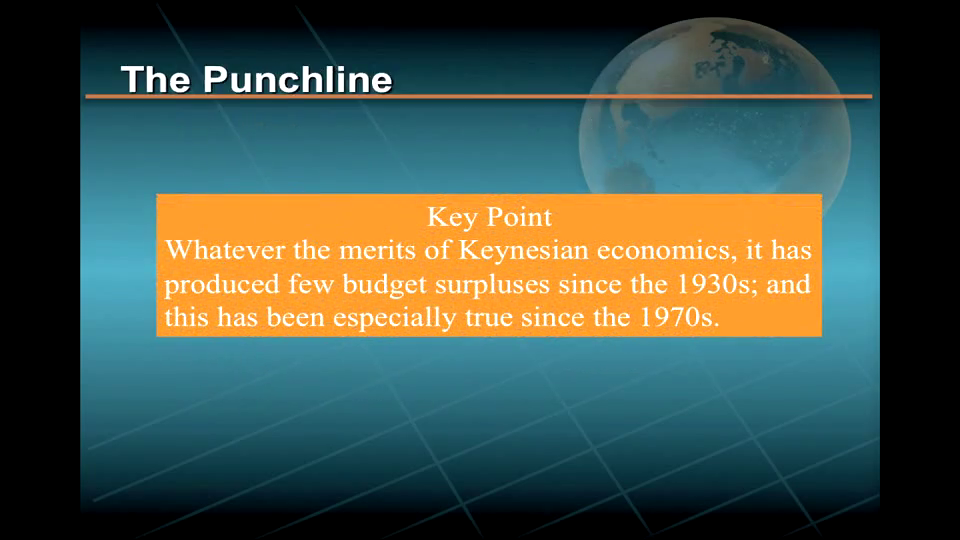 The Punchline
Key Point
Whatever the merits of Keynesian economics, it has
produced few budget surpluses since the 1930s; and
this has been especially true since the 1970s.